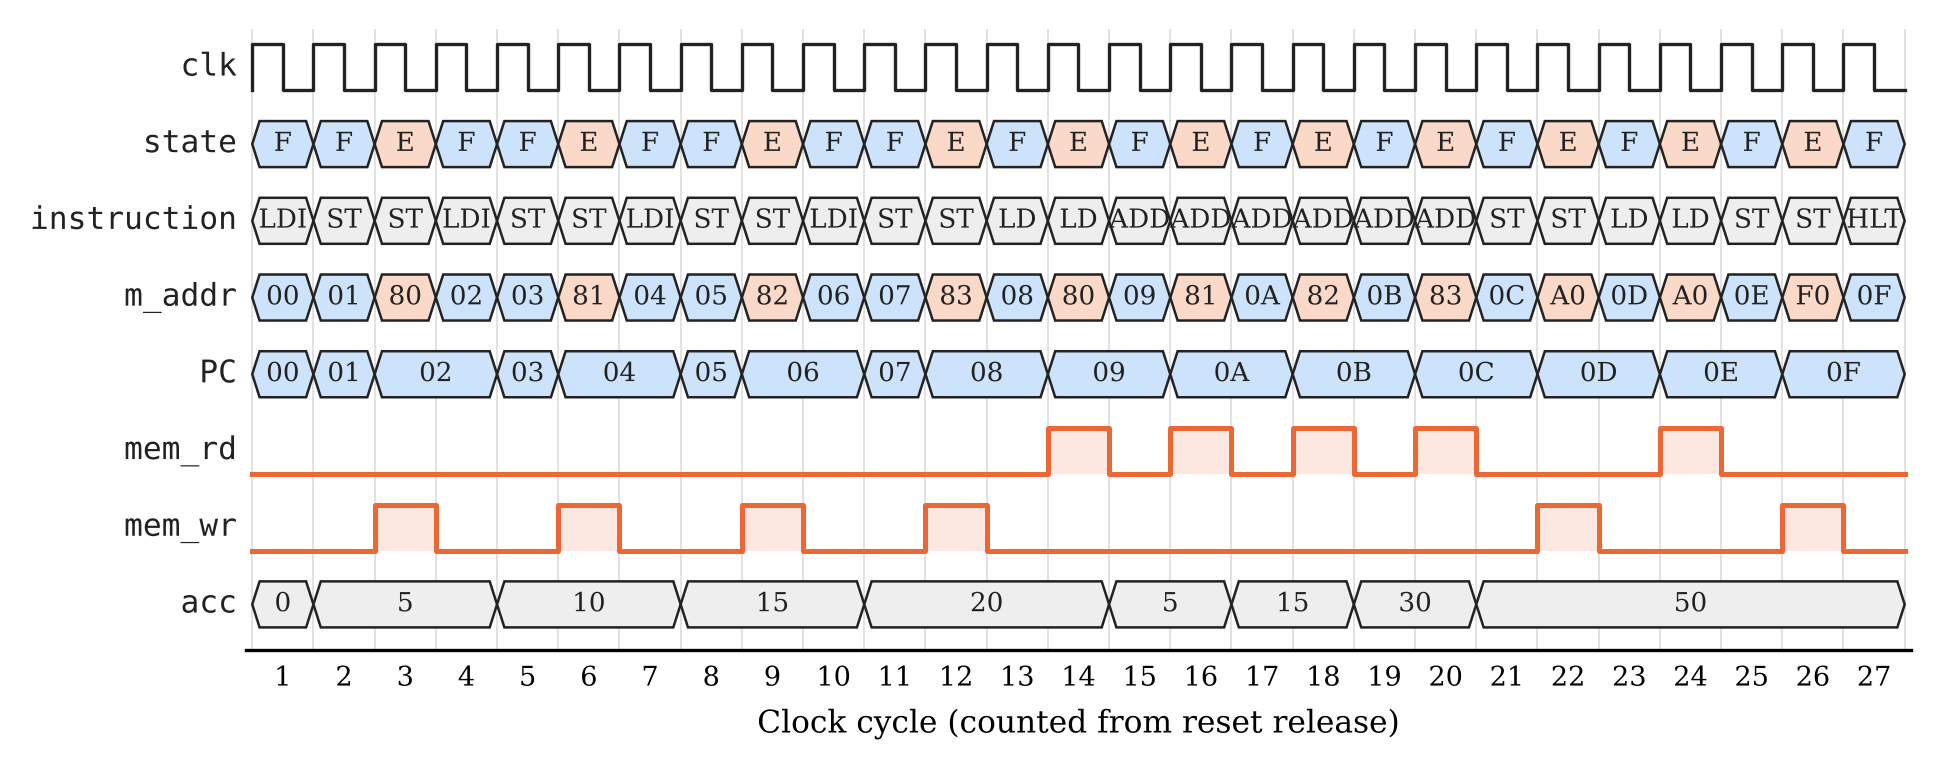 clk
state F F E F F E F F E F F E F E F E F E F E F E F E F E F
instruction LDI ST ST LDI ST ST LDI ST ST LDI ST ST LD LD ADD ADD ADD ADD ADD ADD ST ST LD LD ST ST HLT
m_addr 00 01 80 02 03 81 04 05 82 06 07 83 08 80 09 81 0A 82 0B 83 0C A0 0D A0 0E F0 0F
PC 00 01 02 03 04 05 06 07 08 09 0A 0B 0C 0D 0E 0F
mem_rd
mem_wr
acc 0 5 10 15 20 5 15 30 50
1 2 3 4 5 6 7 8 9 10 11 12 13 14 15 16 17 18 19 20 21 22 23 24 25 26 27
Clock cycle (counted from reset release)